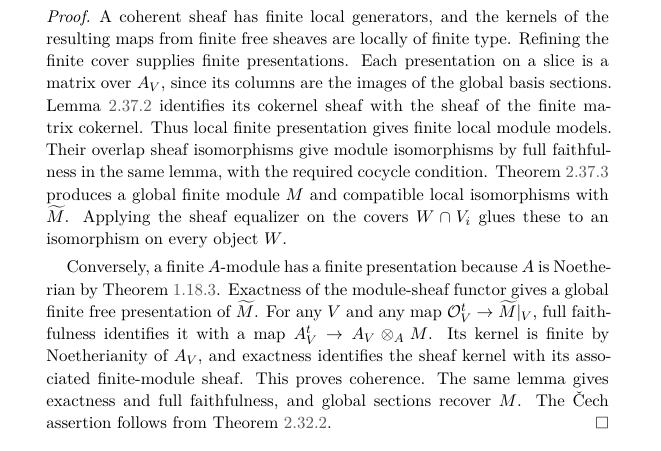 Proof. A coherent sheaf has finite local generators, and the kernels of the
resulting maps from finite free sheaves are locally of finite type. Refining the
finite cover supplies finite presentations. Each presentation on a slice is a
matrix over A_V, since its columns are the images of the global basis sections.
Lemma 2.37.2 identifies its cokernel sheaf with the sheaf of the finite ma-
trix cokernel. Thus local finite presentation gives finite local module models.
Their overlap sheaf isomorphisms give module isomorphisms by full faithful-
ness in the same lemma, with the required cocycle condition. Theorem 2.37.3
produces a global finite module M and compatible local isomorphisms with
M̃. Applying the sheaf equalizer on the covers W ∩ V_i glues these to an
isomorphism on every object W.
Conversely, a finite A-module has a finite presentation because A is Noethe-
rian by Theorem 1.18.3. Exactness of the module-sheaf functor gives a global
finite free presentation of M̃. For any V and any map O_V^t → M̃|_V, full faith-
fulness identifies it with a map A_V^t → A_V ⊗_A M. Its kernel is finite by
Noetherianity of A_V, and exactness identifies the sheaf kernel with its asso-
ciated finite-module sheaf. This proves coherence. The same lemma gives
exactness and full faithfulness, and global sections recover M. The Čech
assertion follows from Theorem 2.32.2. □